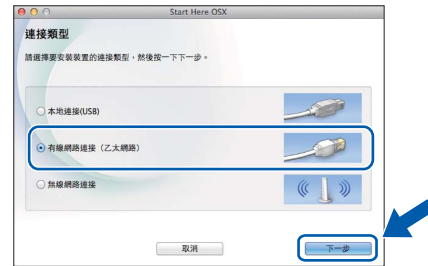 Start Here OSX
連接類型
請選擇要安裝裝置的連接類型，然後按一下下一步。
本地連接(USB)
有線網路連接（乙太網路）
無線網路連接
取消
下一步